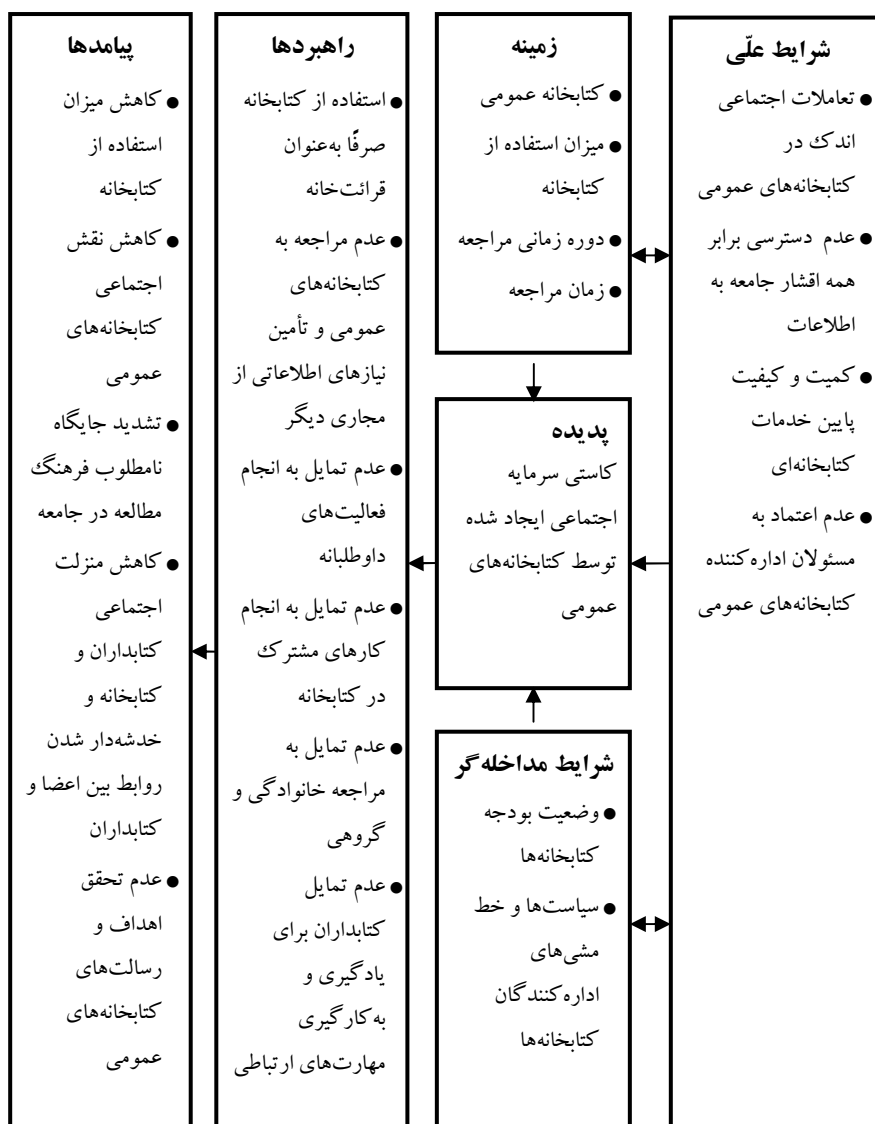 شرایط علّی
● تعاملات اجتماعی
اندک در
کتابخانه‌های عمومی
● عدم دسترسی برابر
همه اقشار جامعه به
اطلاعات
● کمیت و کیفیت
پایین خدمات
کتابخانه‌ای
● عدم اعتماد به
مسئولان اداره‌کننده
کتابخانه‌های عمومی
زمینه
● کتابخانه عمومی
● میزان استفاده از
کتابخانه
● دوره زمانی مراجعه
● زمان مراجعه
پدیده
کاستی سرمایه
اجتماعی ایجاد شده
توسط کتابخانه‌های
عمومی
شرایط مداخله‌گر
● وضعیت بودجه
کتابخانه‌ها
● سیاست‌ها و خط
مشی‌های
اداره‌کنندگان
کتابخانه‌ها
راهبردها
● استفاده از کتابخانه
صرفًا به‌عنوان
قرائت‌خانه
● عدم مراجعه به
کتابخانه‌های
عمومی و تأمین
نیازهای اطلاعاتی از
مجاری دیگر
● عدم تمایل به انجام
فعالیت‌های
داوطلبانه
● عدم تمایل به انجام
کارهای مشترک
در کتابخانه
● عدم تمایل به
مراجعه خانوادگی و
گروهی
● عدم تمایل
کتابداران برای
یادگیری و
به‌کارگیری
مهارت‌های ارتباطی
پیامدها
● کاهش میزان
استفاده از
کتابخانه
● کاهش نقش
اجتماعی
کتابخانه‌های
عمومی
● تشدید جایگاه
نامطلوب فرهنگ
مطالعه در جامعه
● کاهش منزلت
اجتماعی
کتابداران و
کتابخانه و
خدشه‌دار شدن
روابط بین اعضا و
کتابداران
● عدم تحقق
اهداف و
رسالت‌های
کتابخانه‌های
عمومی